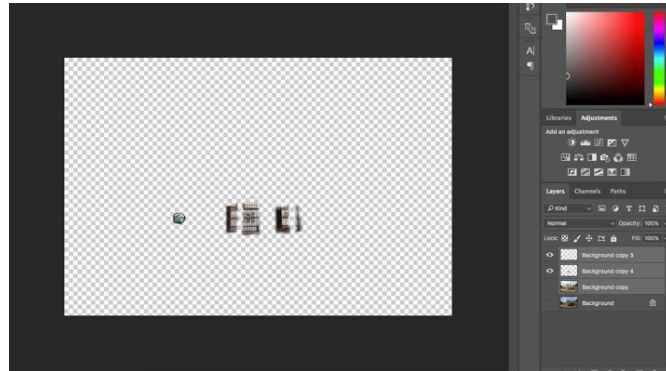 A|
¶
Libraries Adjustments
Add an adjustment
Layers Channels Paths
Kind T
Normal Opacity: 100%
Lock: Fill: 100%
Background copy 3
Background copy 4
Background copy
Background